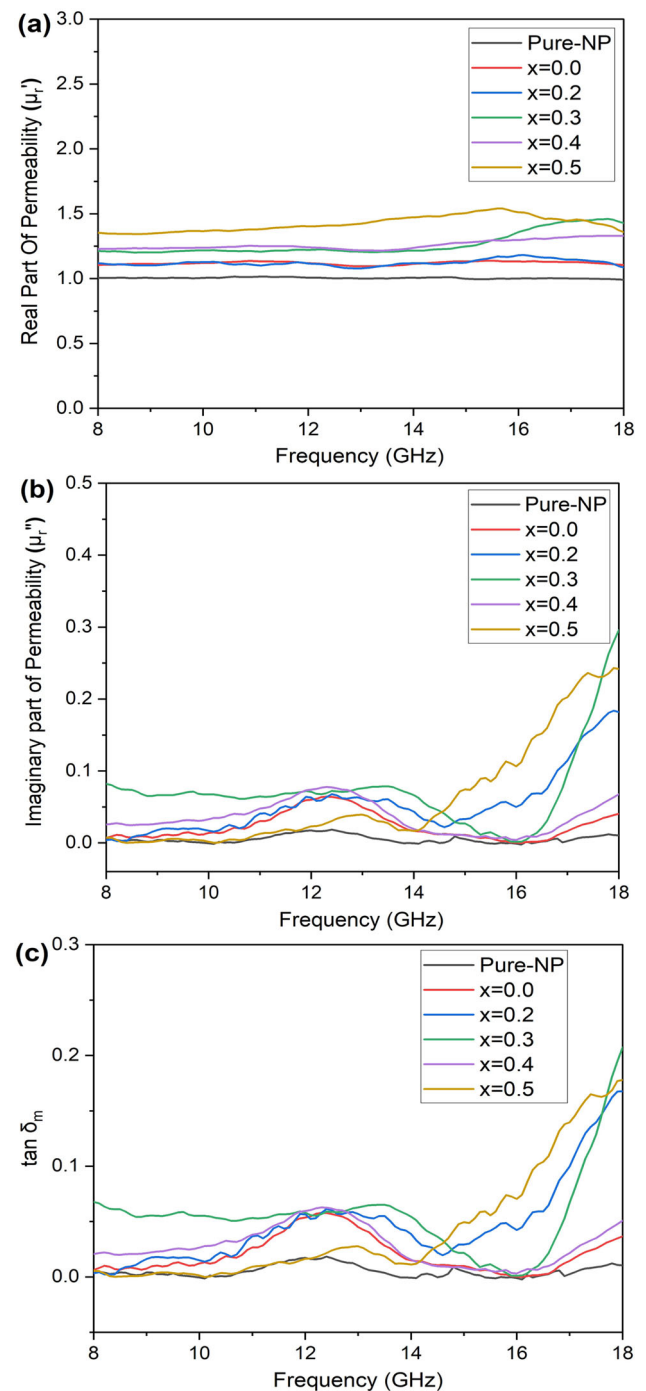 (a)
3.0
2.5
2.0
1.5
1.0
0.5
0.0
Real Part Of Permeability (μr')
Pure-NP
x=0.0
x=0.2
x=0.3
x=0.4
x=0.5
8 10 12 14 16 18
Frequency (GHz)
(b)
0.5
0.4
0.3
0.2
0.1
0.0
Imaginary part of Permeability (μr")
Pure-NP
x=0.0
x=0.2
x=0.3
x=0.4
x=0.5
8 10 12 14 16 18
Frequency (GHz)
(c)
0.3
0.2
0.1
0.0
tan δm
Pure-NP
x=0.0
x=0.2
x=0.3
x=0.4
x=0.5
8 10 12 14 16 18
Frequency (GHz)